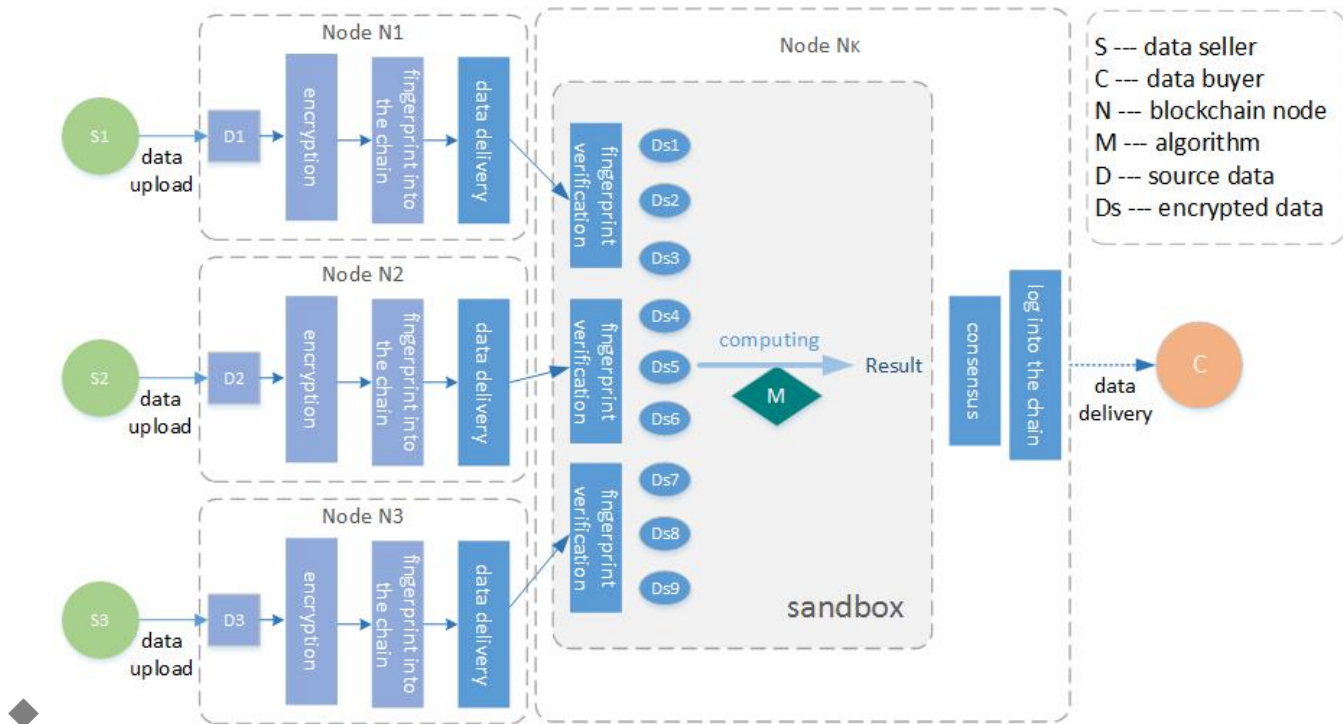 Node N1
S1
data
upload
D1
encryption
fingerprint into
the chain
data delivery
Node N2
S2
data
upload
D2
encryption
fingerprint into
the chain
data delivery
Node N3
S3
data
upload
D3
encryption
fingerprint into
the chain
data delivery
Node Nᴋ
fingerprint
verification
Ds1
Ds2
Ds3
fingerprint
verification
Ds4
Ds5
Ds6
fingerprint
verification
Ds7
Ds8
Ds9
computing
M
Result
sandbox
consensus
log into the chain
data
delivery
C
S --- data seller
C --- data buyer
N --- blockchain node
M --- algorithm
D --- source data
Ds --- encrypted data